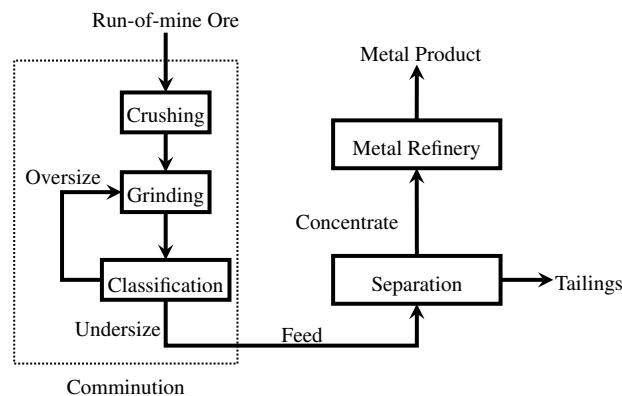 Run-of-mine Ore
Crushing
Oversize
Grinding
Classification
Undersize
Comminution
Feed
Metal Product
Metal Refinery
Concentrate
Separation
Tailings